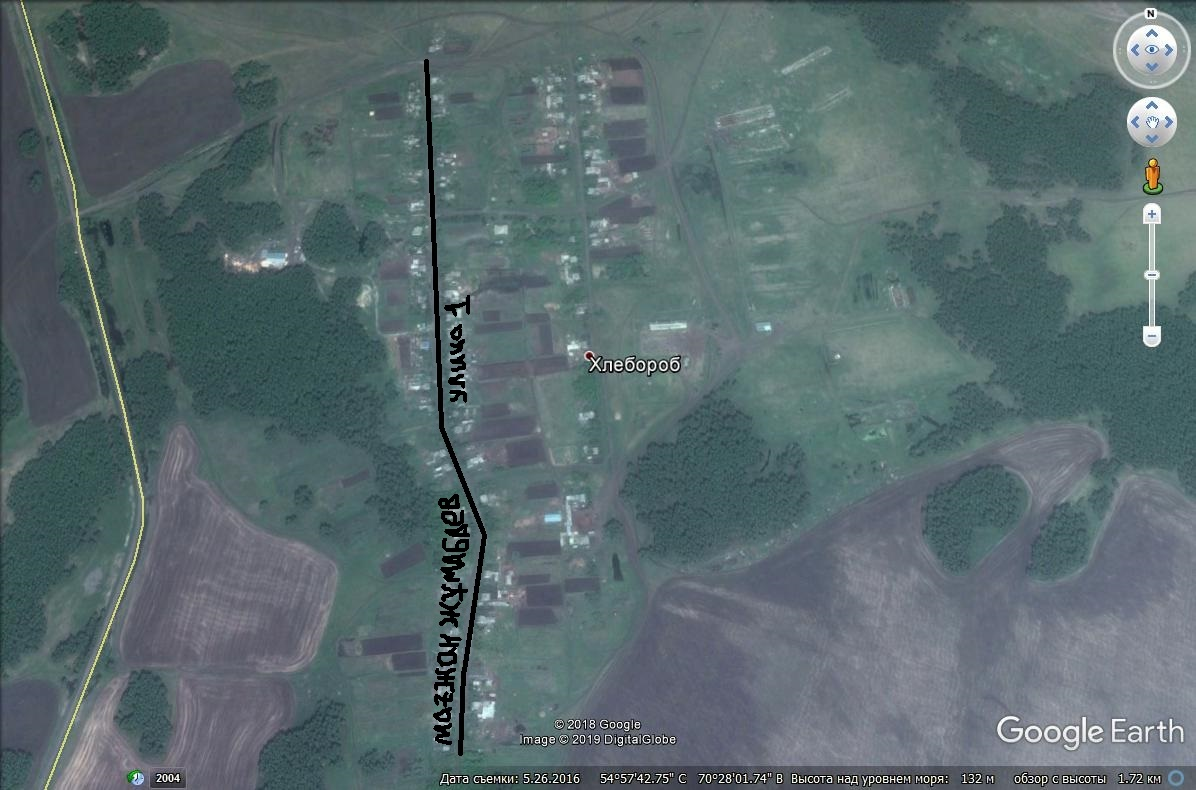 N
улица 1
Хлебороб
магжан жумабаев
© 2018 Google
Image © 2019 DigitalGlobe
Google Earth
2004
Дата съемки: 5.26.2016 54°57'42.75" С 70°28'01.74" В Высота над уровнем моря: 132 м обзор с высоты 1.72 км